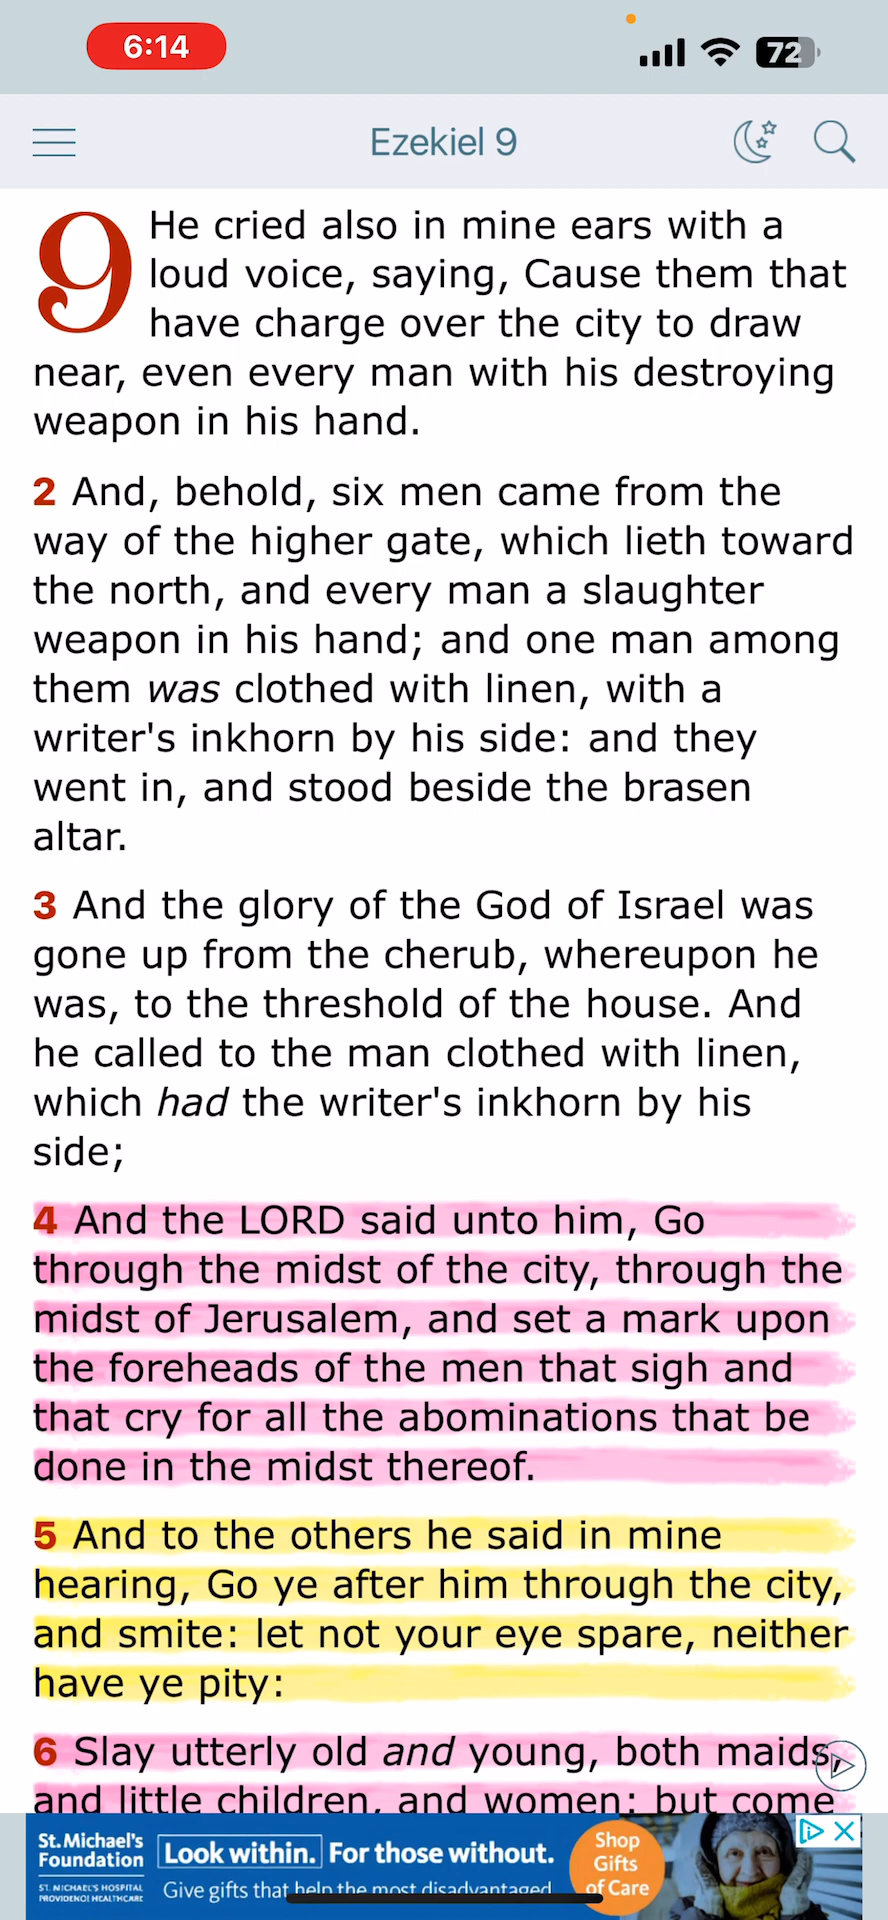 6:14
72
Ezekiel 9
9 He cried also in mine ears with a
loud voice, saying, Cause them that
have charge over the city to draw
near, even every man with his destroying
weapon in his hand.
2 And, behold, six men came from the
way of the higher gate, which lieth toward
the north, and every man a slaughter
weapon in his hand; and one man among
them was clothed with linen, with a
writer's inkhorn by his side: and they
went in, and stood beside the brasen
altar.
3 And the glory of the God of Israel was
gone up from the cherub, whereupon he
was, to the threshold of the house. And
he called to the man clothed with linen,
which had the writer's inkhorn by his
side;
4 And the LORD said unto him, Go
through the midst of the city, through the
midst of Jerusalem, and set a mark upon
the foreheads of the men that sigh and
that cry for all the abominations that be
done in the midst thereof.
5 And to the others he said in mine
hearing, Go ye after him through the city,
and smite: let not your eye spare, neither
have ye pity:
6 Slay utterly old and young, both maids,
and little children, and women: but come
St. Michael's
Foundation
ST. MICHAEL'S HOSPITAL
PROVIDENCE HEALTHCARE
Look within. For those without.
Give gifts that help the most disadvantaged
Shop
Gifts
of Care